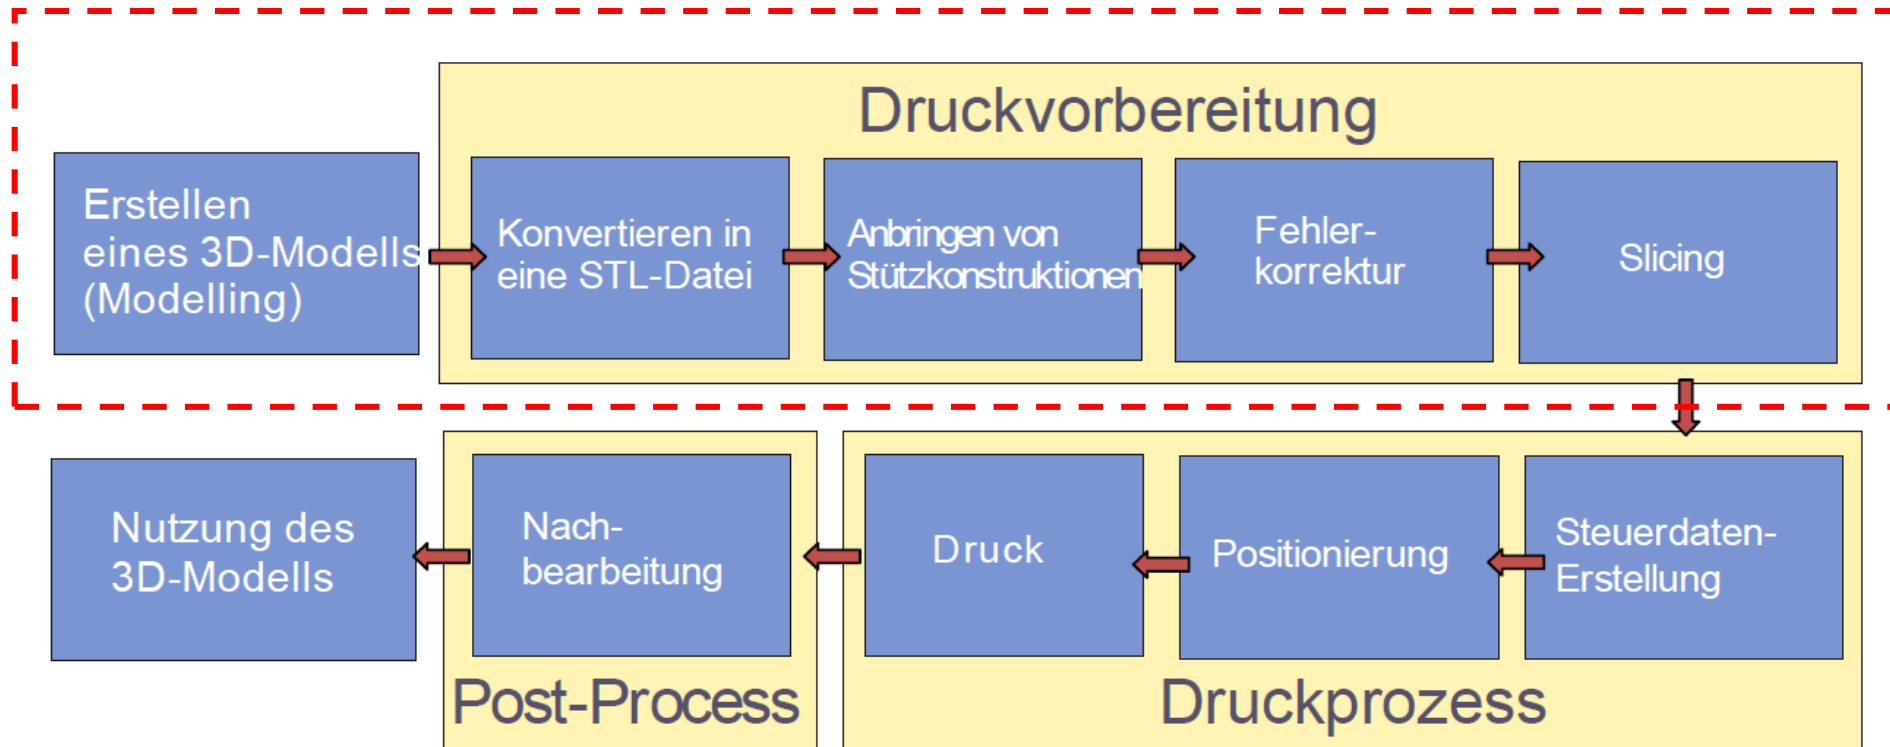 Druckvorbereitung
Erstellen
eines 3D-Modells
(Modelling)
Konvertieren in
eine STL-Datei
Anbringen von
Stützkonstruktionen
Fehler-
korrektur
Slicing
Steuerdaten-
Erstellung
Positionierung
Druck
Druckprozess
Nach-
bearbeitung
Post-Process
Nutzung des
3D-Modells